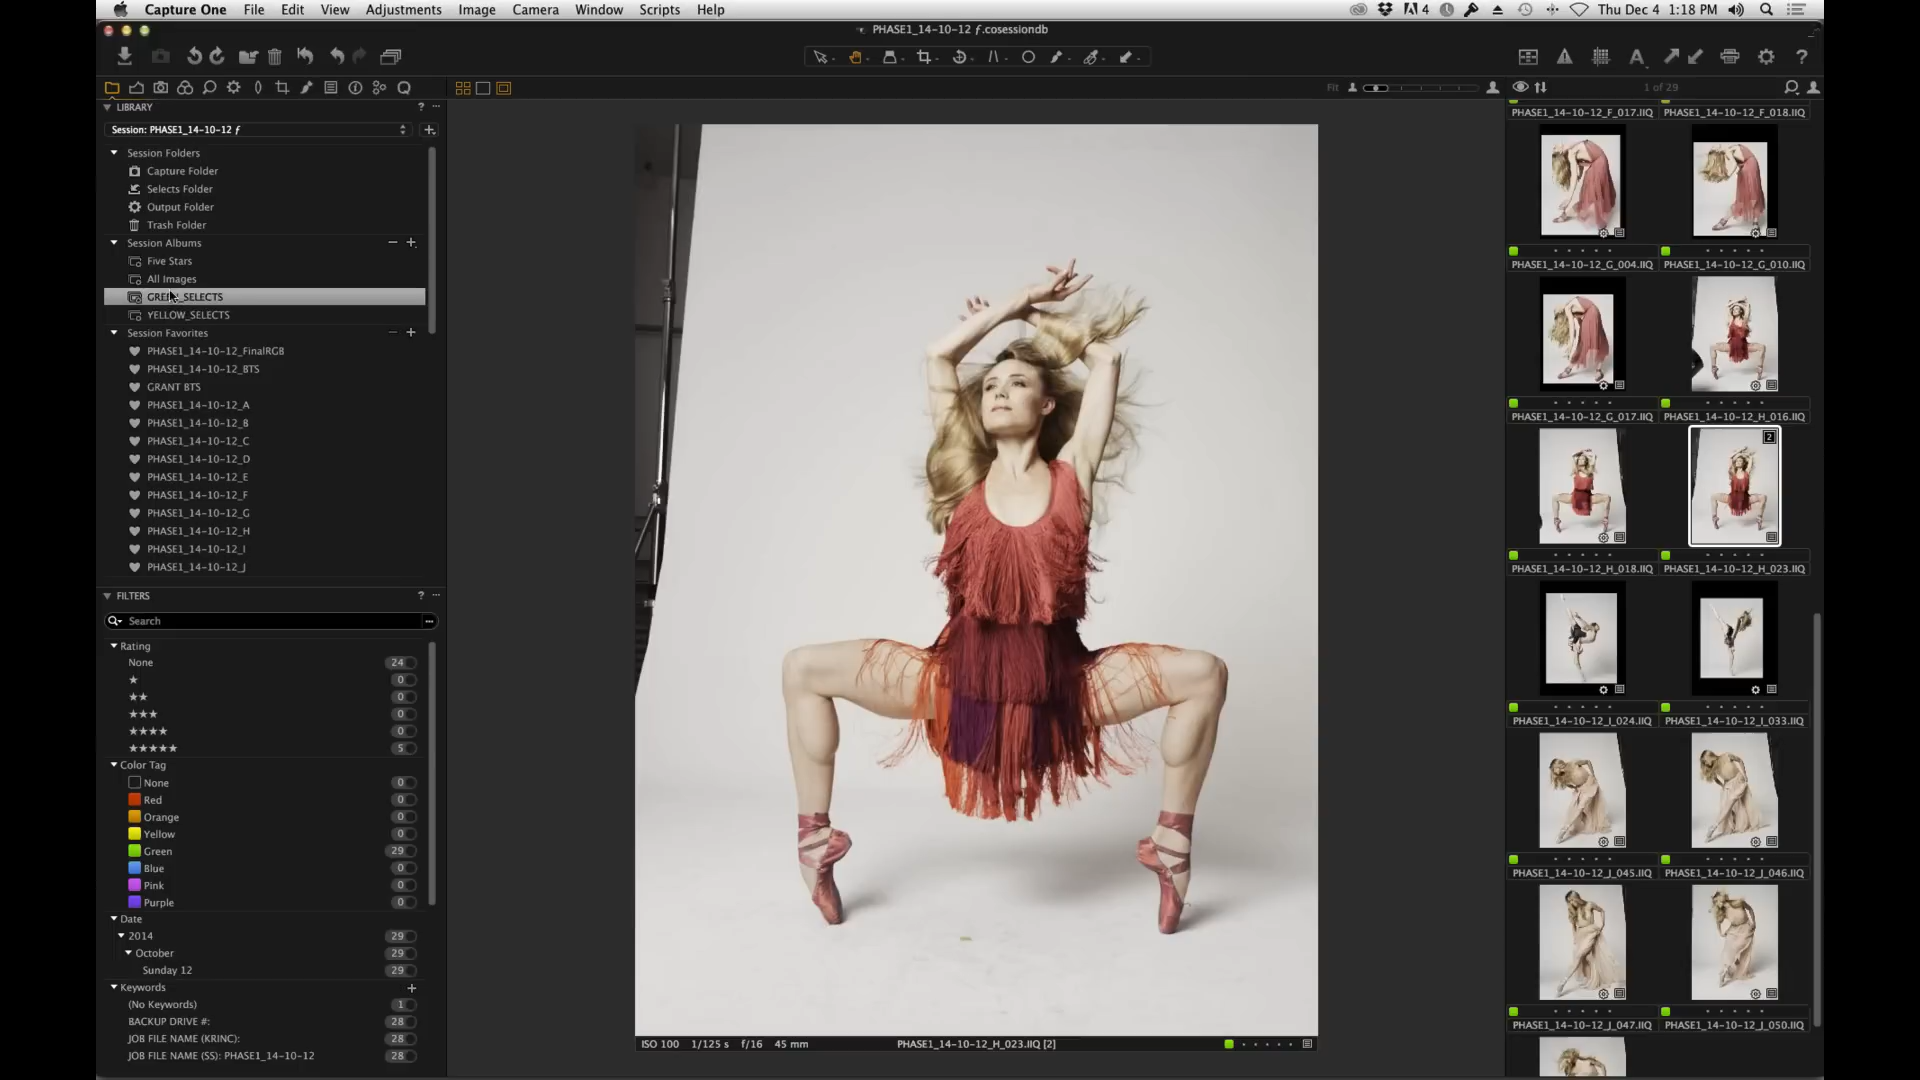 Capture One File Edit View Adjustments Image Camera Window Scripts Help 4 Thu Dec 4 1:18 PM
PHASE1_14-10-12 ƒ.cosessiondb
A ?
Fit 1 of 29
LIBRARY ? ...
Session: PHASE1_14-10-12 ƒ
Session Folders
Capture Folder
Selects Folder
Output Folder
Trash Folder
Session Albums
Five Stars
All Images
GREEN_SELECTS
YELLOW_SELECTS
Session Favorites
PHASE1_14-10-12_FinalRGB
PHASE1_14-10-12_BTS
GRANT BTS
PHASE1_14-10-12_A
PHASE1_14-10-12_B
PHASE1_14-10-12_C
PHASE1_14-10-12_D
PHASE1_14-10-12_E
PHASE1_14-10-12_F
PHASE1_14-10-12_G
PHASE1_14-10-12_H
PHASE1_14-10-12_I
PHASE1_14-10-12_J
FILTERS ? ...
Search
Rating
None 24
★ 0
★★ 0
★★★ 0
★★★★ 0
★★★★★ 5
Color Tag
None 0
Red 0
Orange 0
Yellow 0
Green 29
Blue 0
Pink 0
Purple 0
Date
2014 29
October 29
Sunday 12 29
Keywords
(No Keywords) 1
BACKUP DRIVE #: 28
JOB FILE NAME (KRINC): 28
JOB FILE NAME (SS): PHASE1_14-10-12 28
ISO 100 1/125 s f/16 45 mm PHASE1_14-10-12_H_023.IIQ [2]
PHASE1_14-10-12_F_017.IIQ PHASE1_14-10-12_F_018.IIQ
PHASE1_14-10-12_G_004.IIQ PHASE1_14-10-12_G_010.IIQ
PHASE1_14-10-12_G_017.IIQ PHASE1_14-10-12_H_016.IIQ
2
PHASE1_14-10-12_H_018.IIQ PHASE1_14-10-12_H_023.IIQ
PHASE1_14-10-12_I_024.IIQ PHASE1_14-10-12_I_033.IIQ
PHASE1_14-10-12_J_045.IIQ PHASE1_14-10-12_J_046.IIQ
PHASE1_14-10-12_J_047.IIQ PHASE1_14-10-12_J_050.IIQ